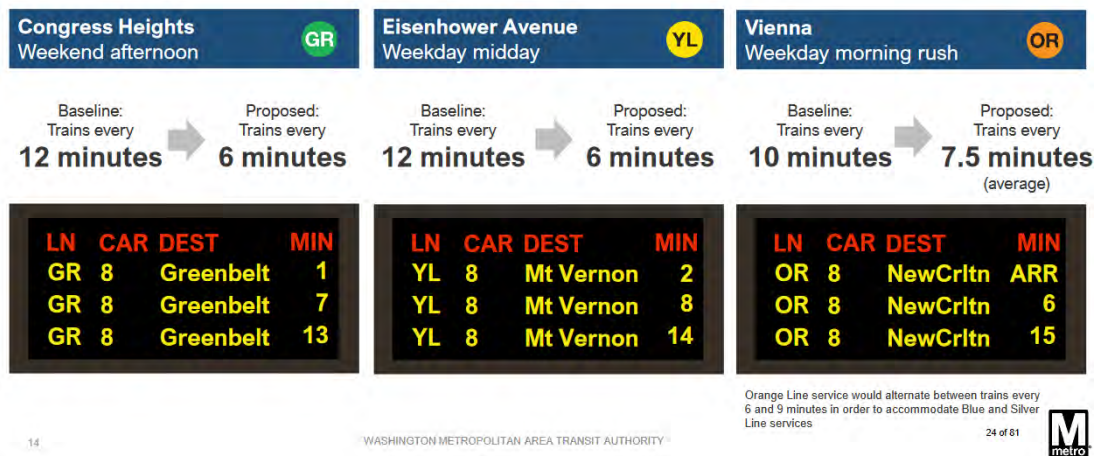 Congress Heights
Weekend afternoon
GR
Baseline:
Trains every
12 minutes
Proposed:
Trains every
6 minutes
LN CAR DEST MIN
GR 8 Greenbelt 1
GR 8 Greenbelt 7
GR 8 Greenbelt 13
Eisenhower Avenue
Weekday midday
YL
Baseline:
Trains every
12 minutes
Proposed:
Trains every
6 minutes
LN CAR DEST MIN
YL 8 Mt Vernon 2
YL 8 Mt Vernon 8
YL 8 Mt Vernon 14
Vienna
Weekday morning rush
OR
Baseline:
Trains every
10 minutes
Proposed:
Trains every
7.5 minutes
(average)
LN CAR DEST MIN
OR 8 NewCrltn ARR
OR 8 NewCrltn 6
OR 8 NewCrltn 15
Orange Line service would alternate between trains every
6 and 9 minutes in order to accommodate Blue and Silver
Line services
14
WASHINGTON METROPOLITAN AREA TRANSIT AUTHORITY
24 of 81
M
metro